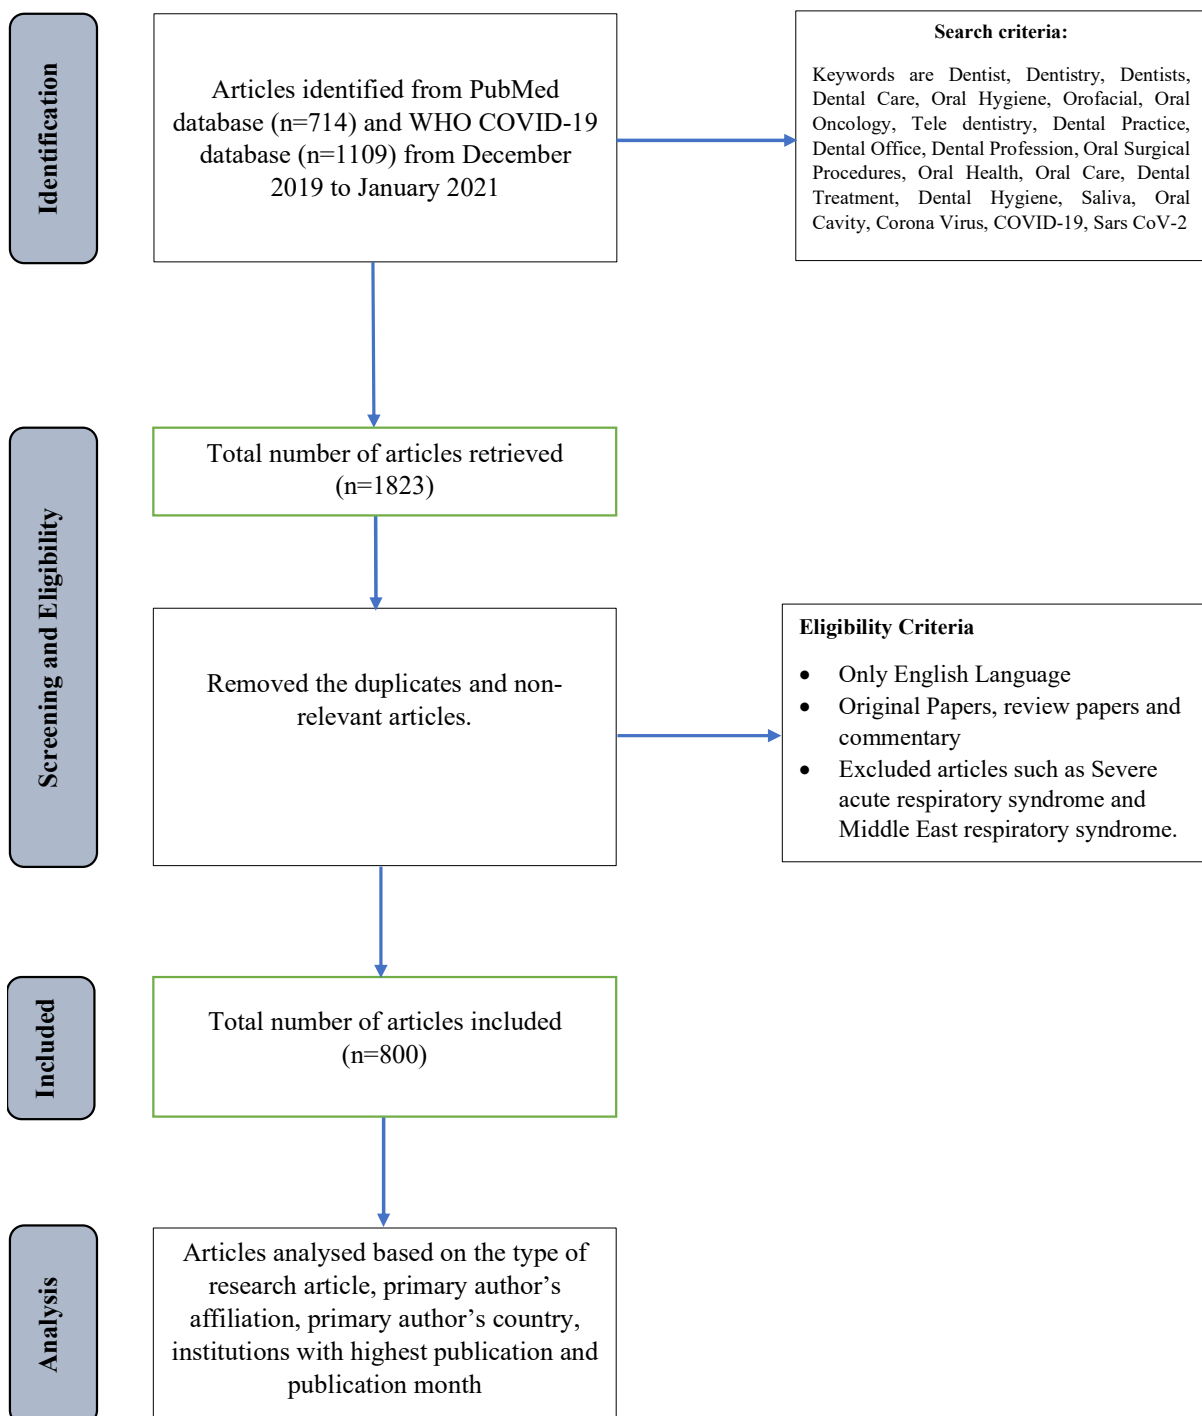 Identification
Articles identified from PubMed
database (n=714) and WHO COVID-19
database (n=1109) from December
2019 to January 2021
Search criteria:
Keywords are Dentist, Dentistry, Dentists,
Dental Care, Oral Hygiene, Orofacial, Oral
Oncology, Tele dentistry, Dental Practice,
Dental Office, Dental Profession, Oral Surgical
Procedures, Oral Health, Oral Care, Dental
Treatment, Dental Hygiene, Saliva, Oral
Cavity, Corona Virus, COVID-19, Sars CoV-2
Screening and Eligibility
Total number of articles retrieved
(n=1823)
Removed the duplicates and non-
relevant articles.
Eligibility Criteria
• Only English Language
• Original Papers, review papers and
commentary
• Excluded articles such as Severe
acute respiratory syndrome and
Middle East respiratory syndrome.
Included
Total number of articles included
(n=800)
Analysis
Articles analysed based on the type of
research article, primary author’s
affiliation, primary author’s country,
institutions with highest publication and
publication month